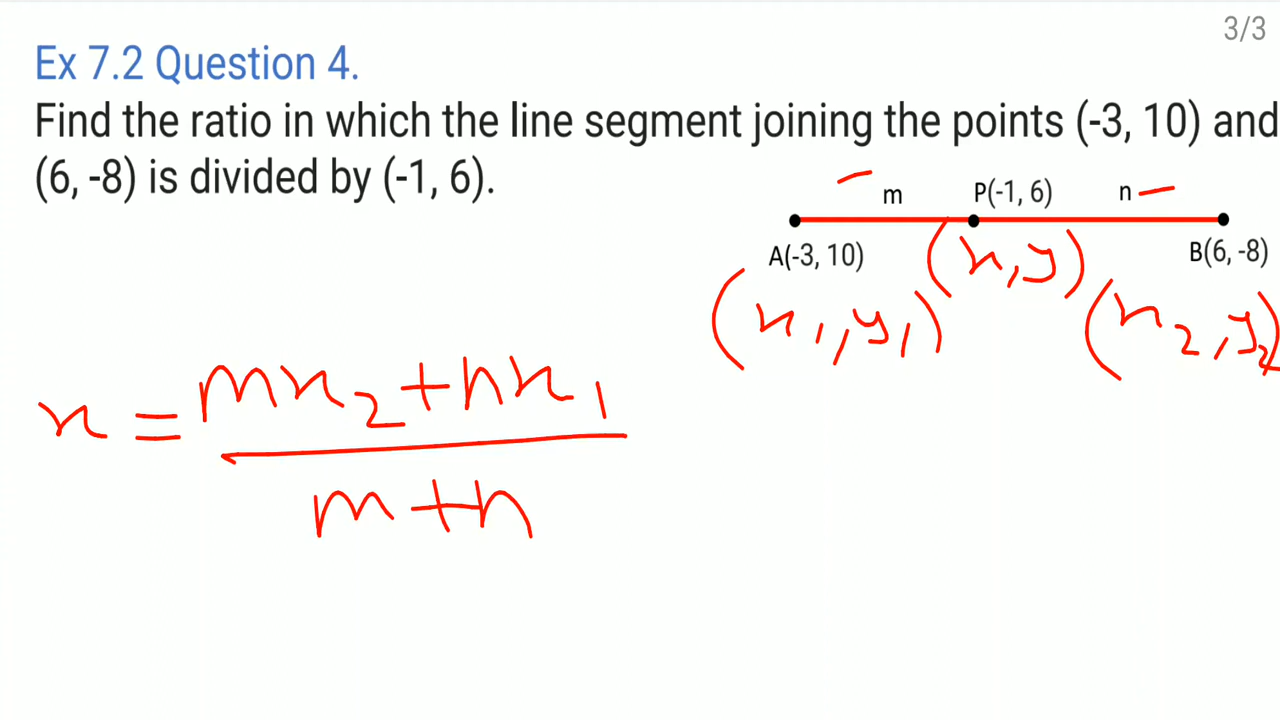 3/3
Ex 7.2 Question 4.
Find the ratio in which the line segment joining the points (-3, 10) and
(6, -8) is divided by (-1, 6).
m P(-1, 6) n
A(-3, 10) B(6, -8)
(x, y)
(x₁, y₁) (x₂, y₂)
x = mx₂ + nx₁
m + n